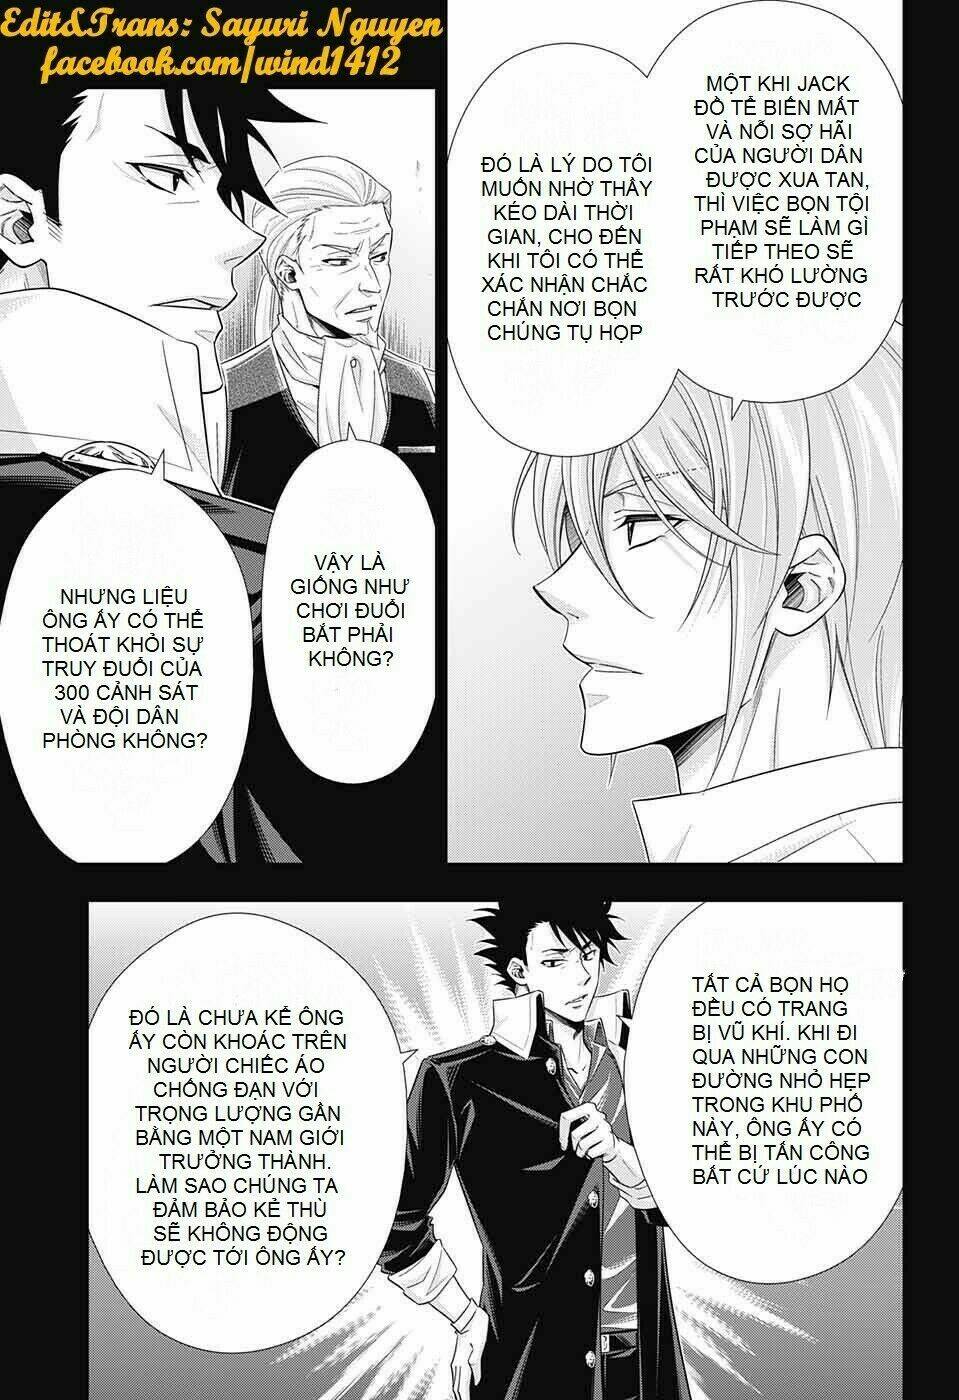 Edit&Trans: Sayuri Nguyen
facebook.com/wind1412
MỘT KHI JACK
ĐỒ TỂ BIẾN MẤT
VÀ NỖI SỢ HÃI
CỦA NGƯỜI DÂN
ĐƯỢC XUA TAN,
THÌ VIỆC BỌN TỘI
PHẠM SẼ LÀM GÌ
TIẾP THEO SẼ
RẤT KHÓ LƯỜNG
TRƯỚC ĐƯỢC
ĐÓ LÀ LÝ DO TÔI
MUỐN NHỜ THẦY
KÉO DÀI THỜI
GIAN, CHO ĐẾN
KHI TÔI CÓ THỂ
XÁC NHẬN CHẮC
CHẮN NƠI BỌN
CHÚNG TỤ HỌP
VẬY LÀ
GIỐNG NHƯ
CHƠI ĐUỔI
BẮT PHẢI
KHÔNG?
NHƯNG LIỆU
ÔNG ẤY CÓ THỂ
THOÁT KHỎI SỰ
TRUY ĐUỔI CỦA
300 CẢNH SÁT
VÀ ĐỘI DÂN
PHÒNG KHÔNG?
TẤT CẢ BỌN HỌ
ĐỀU CÓ TRANG
BỊ VŨ KHÍ. KHI ĐI
QUA NHỮNG CON
ĐƯỜNG NHỎ HẸP
TRONG KHU PHỐ
NÀY, ÔNG ẤY CÓ
THỂ BỊ TẤN CÔNG
BẤT CỨ LÚC NÀO
ĐÓ LÀ CHƯA KỂ ÔNG
ẤY CÒN KHOÁC TRÊN
NGƯỜI CHIẾC ÁO
CHỐNG ĐẠN VỚI
TRỌNG LƯỢNG GẦN
BẰNG MỘT NAM GIỚI
TRƯỞNG THÀNH.
LÀM SAO CHÚNG TA
ĐẢM BẢO KẺ THÙ
SẼ KHÔNG ĐỘNG
ĐƯỢC TỚI ÔNG ẤY?